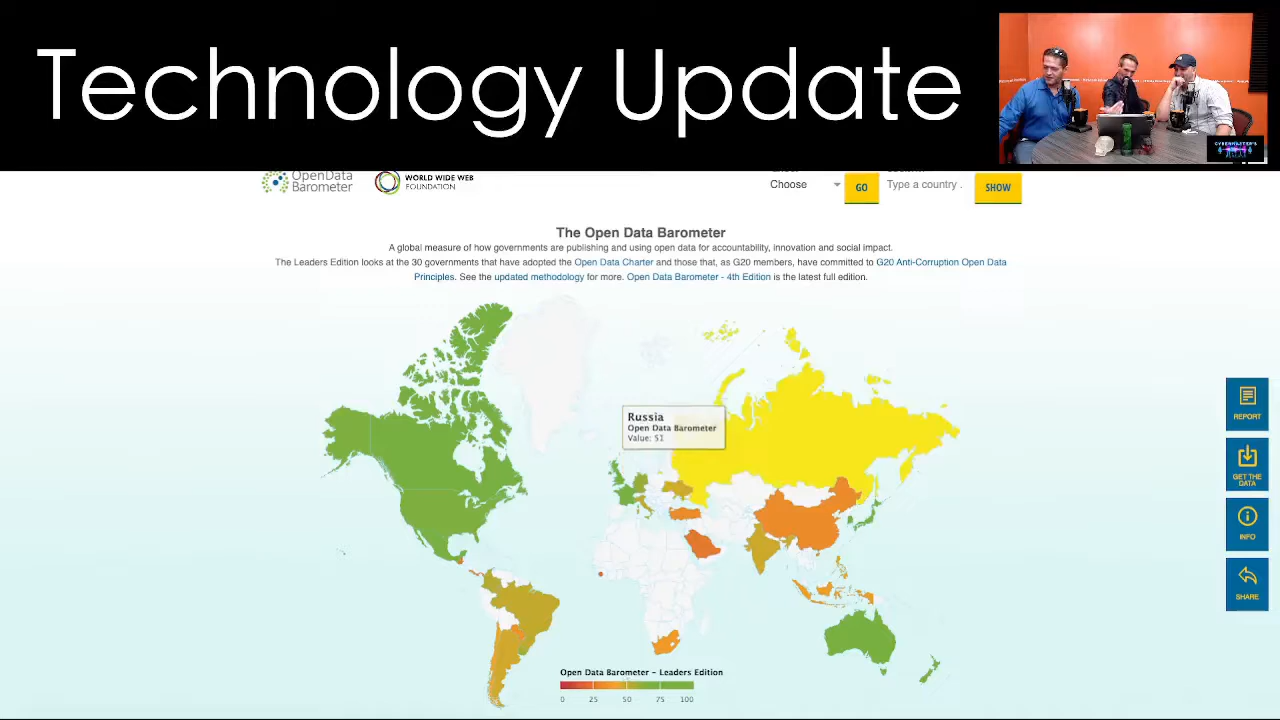 Technology Update
OpenData
Barometer
WORLD WIDE WEB
FOUNDATION
Choose
GO
Type a country .
SHOW
The Open Data Barometer
A global measure of how governments are publishing and using open data for accountability, innovation and social impact.
The Leaders Edition looks at the 30 governments that have adopted the Open Data Charter and those that, as G20 members, have committed to G20 Anti-Corruption Open Data
Principles. See the updated methodology for more. Open Data Barometer - 4th Edition is the latest full edition.
Russia
Open Data Barometer
Value: 51
REPORT
GET THE
DATA
INFO
SHARE
Open Data Barometer – Leaders Edition
0 25 50 75 100